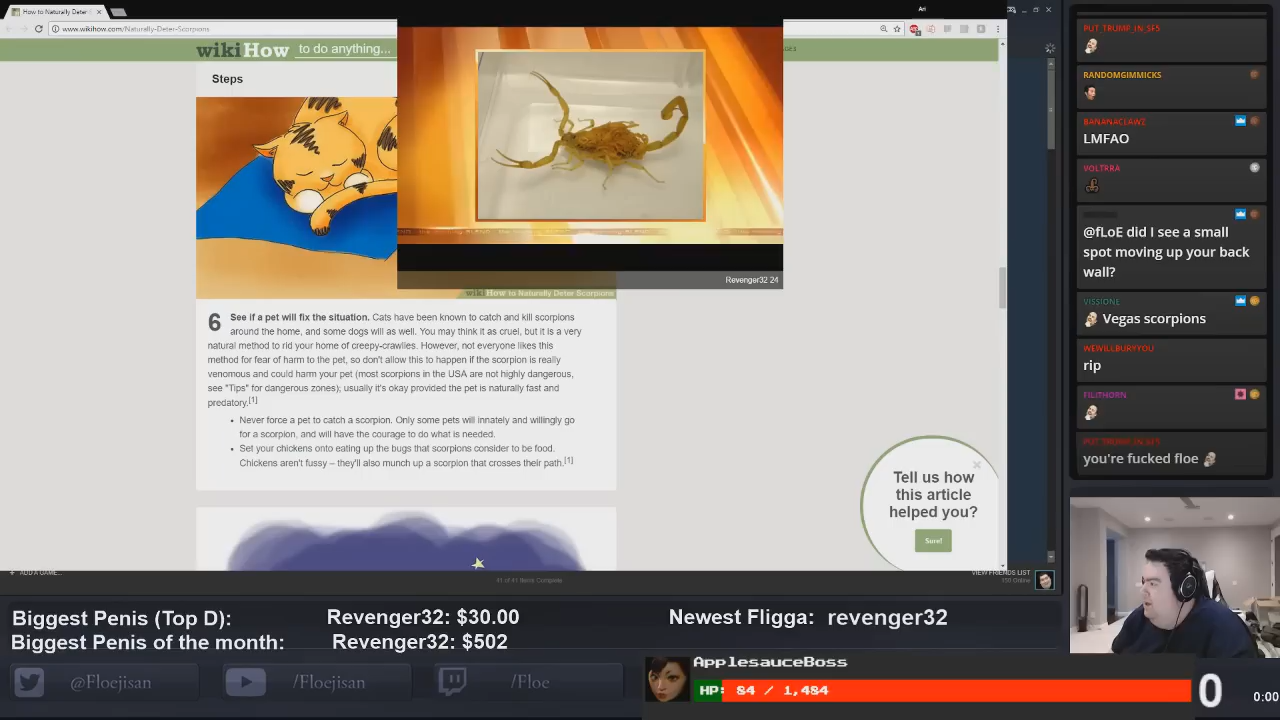 How to Naturally Deter
Ari
www.wikihow.com/Naturally-Deter-Scorpions
wikiHow to do anything...
Steps
Revenger32 24
wikiHow to Naturally Deter Scorpions
6 See if a pet will fix the situation. Cats have been known to catch and kill scorpions
around the home, and some dogs will as well. You may think it as cruel, but it is a very
natural method to rid your home of creepy-crawlies. However, not everyone likes this
method for fear of harm to the pet, so don't allow this to happen if the scorpion is really
venomous and could harm your pet (most scorpions in the USA are not highly dangerous,
see "Tips" for dangerous zones); usually it's okay provided the pet is naturally fast and
predatory.[1]
• Never force a pet to catch a scorpion. Only some pets will innately and willingly go
for a scorpion, and will have the courage to do what is needed.
• Set your chickens onto eating up the bugs that scorpions consider to be food.
Chickens aren't fussy – they'll also munch up a scorpion that crosses their path.[1]
Tell us how
this article
helped you?
Sure!
+ ADD A GAME...
VIEW FRIENDS LIST
PUT_TRUMP_IN_SF5
RANDOMGIMMICKS
BANANACLAWZ
LMFAO
VOLTRRA
@fLoE did I see a small
spot moving up your back
wall?
VISSIONE
Vegas scorpions
WEWILLBURYYOU
rip
FILITHORN
PUT_TRUMP_IN_SF5
you're fucked floe
Biggest Penis (Top D): Revenger32: $30.00
Newest Fligga: revenger32
Biggest Penis of the month: Revenger32: $502
@Floejisan
/Floejisan
/Floe
ApplesauceBoss
HP: 84 / 1,484
0
0:00